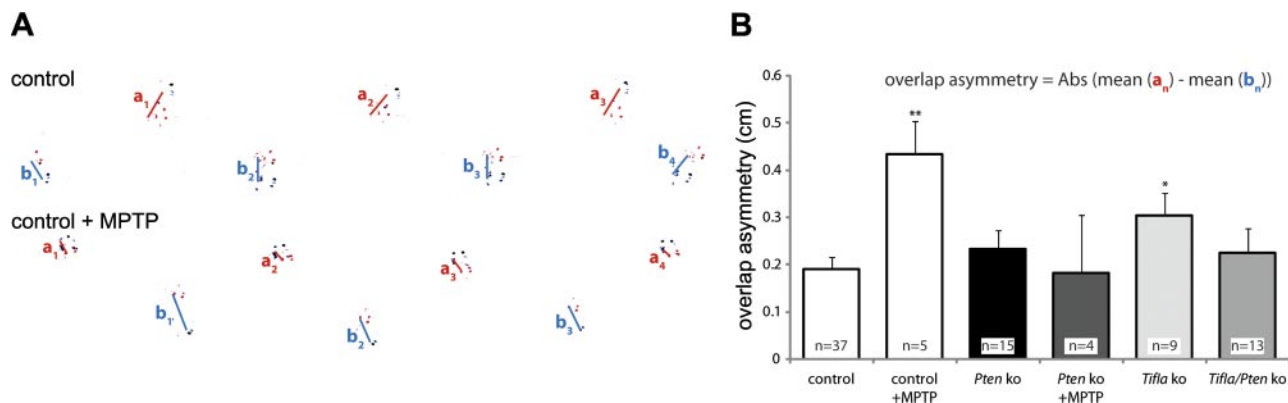 A
control
a1 a2 a3
b1 b2 b3 b4
control + MPTP
a1 a2 a3 a4
b1 b2 b3
B
overlap asymmetry = Abs (mean (an) - mean (bn))
overlap asymmetry (cm)
0.6
0.5
0.4
0.3
0.2
0.1
0
**
*
n=37 n=5 n=15 n=4 n=9 n=13
control control Pten ko Pten ko Tifla ko Tifla/Pten ko
+MPTP +MPTP